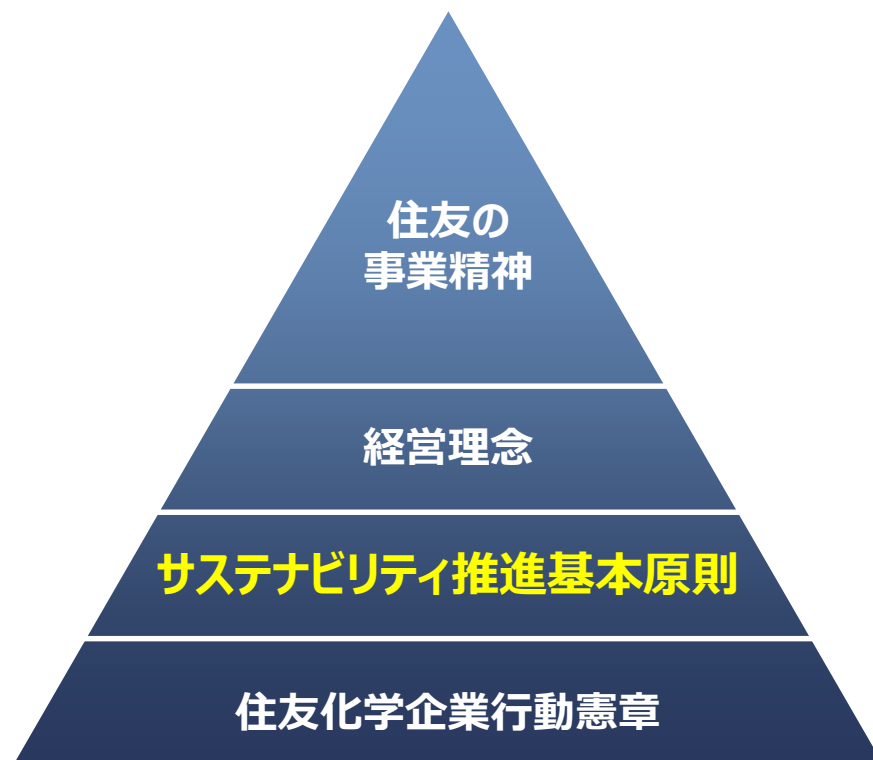 住友の
事業精神
経営理念
サステナビリティ推進基本原則
住友化学企業行動憲章